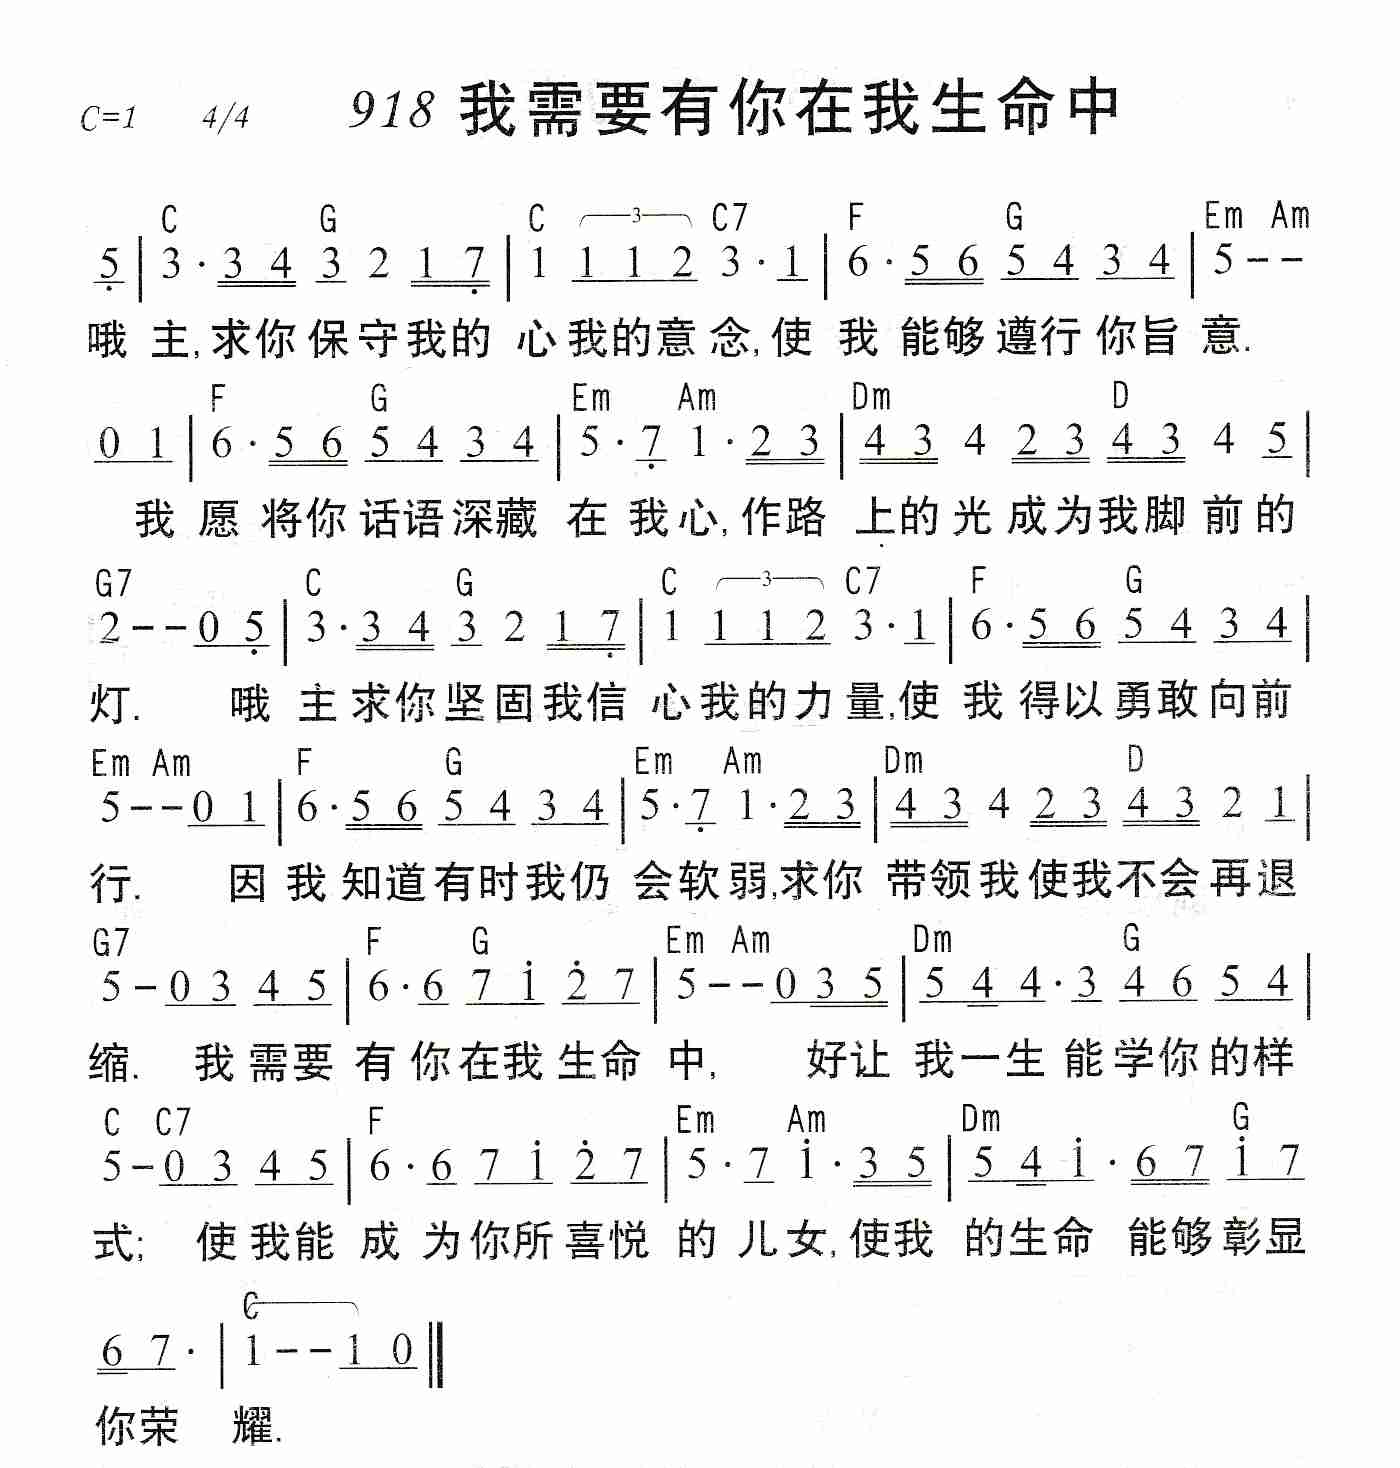 C=1 4/4 918 我需要有你在我生命中
C G C 3 C7 F G Em Am
5 | 3 · 3 4 3 2 1 7 | 1 1 1 2 3 · 1 | 6 · 5 6 5 4 3 4 | 5 - -
哦 主,求你保守我的 心我的意念,使 我 能够遵行你旨 意.
F G Em Am Dm D
0 1 | 6 · 5 6 5 4 3 4 | 5 · 7 1 · 2 3 | 4 3 4 2 3 4 3 4 5 |
我 愿 将你话语深藏 在 我心,作路 上的光成为我脚 前的
G7 C G C 3 C7 F G
2 - - 0 5 | 3 · 3 4 3 2 1 7 | 1 1 1 2 3 · 1 | 6 · 5 6 5 4 3 4 |
灯. 哦 主求你坚固我信 心我的力量,使 我 得以勇敢向前
Em Am F G Em Am Dm D
5 - - 0 1 | 6 · 5 6 5 4 3 4 | 5 · 7 1 · 2 3 | 4 3 4 2 3 4 3 2 1 |
行. 因 我 知道有时我仍 会软弱,求你 带领我使我不会再退
G7 F G Em Am Dm G
5 - 0 3 4 5 | 6 · 6 7 1 2 7 | 5 - - 0 3 5 | 5 4 4 · 3 4 6 5 4 |
缩. 我需要 有你在我生命 中, 好让 我一生能学你的样
C C7 F Em Am Dm G
5 - 0 3 4 5 | 6 · 6 7 1 2 7 | 5 · 7 1 · 3 5 | 5 4 1 · 6 7 1 7
式; 使我能 成 为你所喜悦 的 儿女,使我 的生命 能够彰显
C
6 7 · | 1 - - 1 0 ‖
你荣 耀.